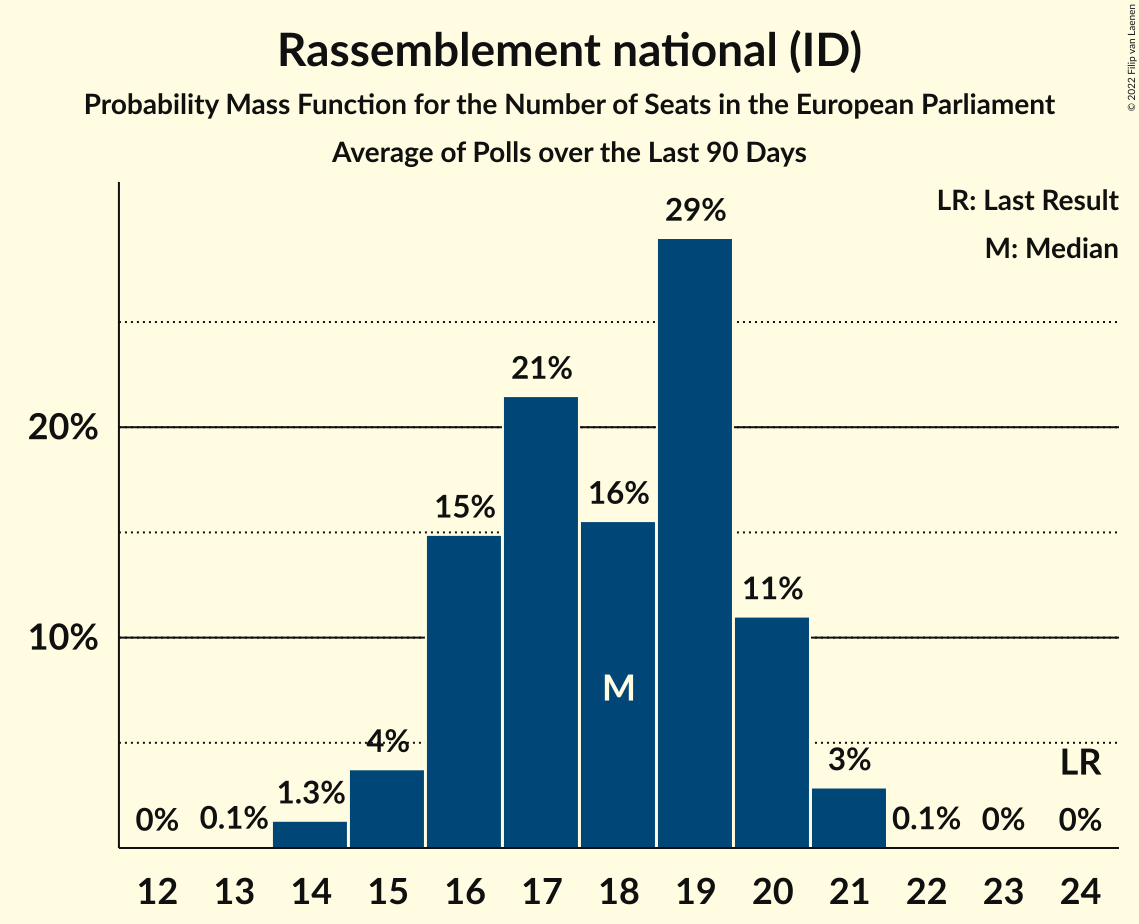 Rassemblement national (ID)
Probability Mass Function for the Number of Seats in the European Parliament
Average of Polls over the Last 90 Days
© 2022 Filip van Laenen
LR: Last Result
M: Median
29%
21%
20%
16%
15%
11%
10%
M
4%
3%
LR
1.3%
0% 0.1% 0.1% 0% 0%
12 13 14 15 16 17 18 19 20 21 22 23 24